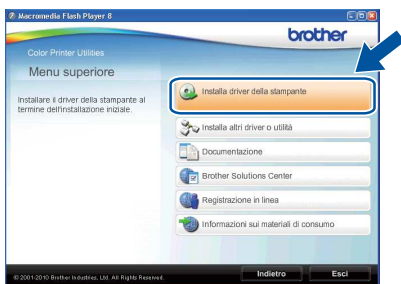 Macromedia Flash Player 8
brother
Color Printer Utilities
Menu superiore
Installare il driver della stampante al
termine dell'installazione iniziale.
Installa driver della stampante
Installa altri driver o utilità
Documentazione
Brother Solutions Center
Registrazione in linea
Informazioni sui materiali di consumo
© 2001-2010 Brother Industries, Ltd. All Rights Reserved.
Indietro
Esci